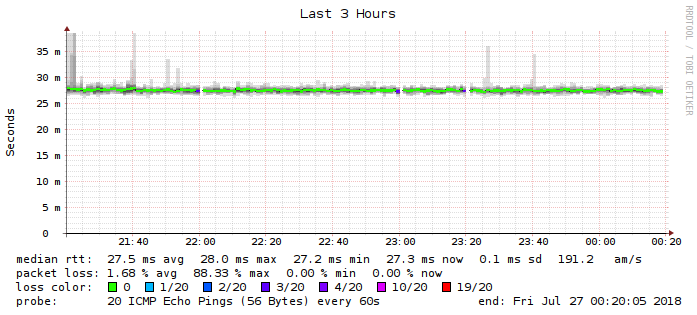 Last 3 Hours
RRDTOOL / TOBI OETIKER
Seconds
35 m
30 m
25 m
20 m
15 m
10 m
5 m
0
21:40 22:00 22:20 22:40 23:00 23:20 23:40 00:00 00:20
median rtt: 27.5 ms avg 28.0 ms max 27.2 ms min 27.3 ms now 0.1 ms sd 191.2 am/s
packet loss: 1.68 % avg 88.33 % max 0.00 % min 0.00 % now
loss color: 0 1/20 2/20 3/20 4/20 10/20 19/20
probe: 20 ICMP Echo Pings (56 Bytes) every 60s end: Fri Jul 27 00:20:05 2018